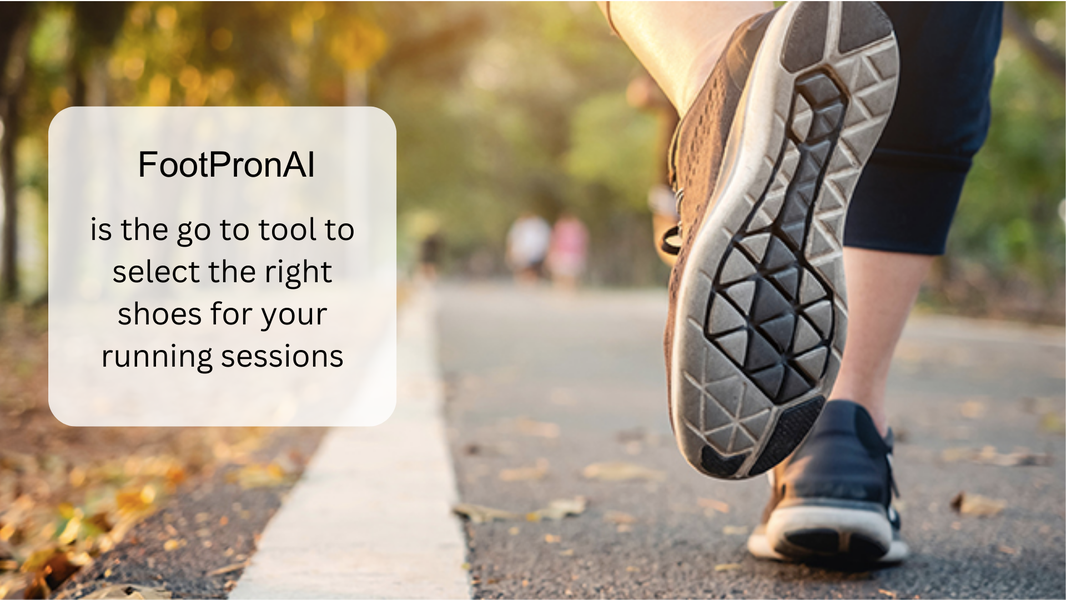 FootPronAI
is the go to tool to
select the right
shoes for your
running sessions